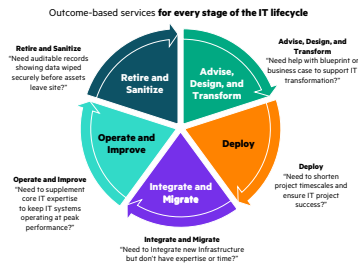 Outcome-based services for every stage of the IT lifecycle
Retire and Sanitize
"Need auditable records
showing data wiped
securely before assets
leave site?"
Retire and
Sanitize
Advise,
Design, and
Transform
Advise, Design, and
Transform
"Need help with blueprint or
business case to support IT
transformation?"
Operate and
Improve
Deploy
Integrate and
Migrate
Operate and Improve
"Need to supplement
core IT expertise
to keep IT systems
operating at peak
performance?"
Deploy
"Need to shorten
project timescales and
ensure IT project
success?"
Integrate and Migrate
"Need to Integrate new Infrastructure
but don't have expertise or time?"